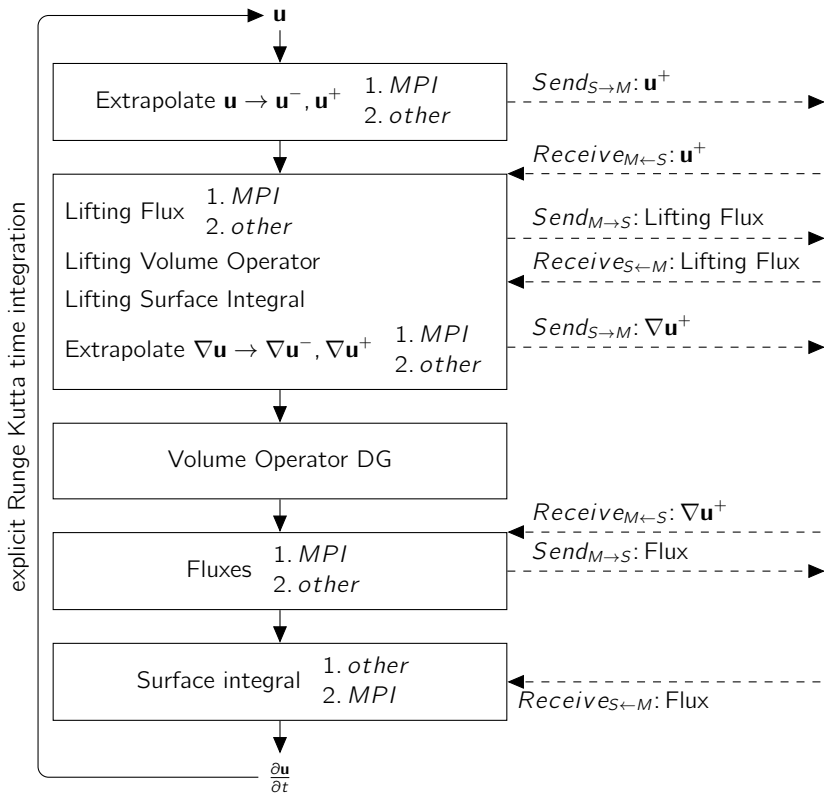 u
Extrapolate u → u⁻, u⁺
1. MPI
2. other
Send_{S→M}: u⁺
Receive_{M←S}: u⁺
Lifting Flux
1. MPI
2. other
Send_{M→S}: Lifting Flux
Lifting Volume Operator
Receive_{S←M}: Lifting Flux
Lifting Surface Integral
Extrapolate ∇u → ∇u⁻, ∇u⁺
1. MPI
2. other
Send_{S→M}: ∇u⁺
Volume Operator DG
Receive_{M←S}: ∇u⁺
Fluxes
1. MPI
2. other
Send_{M→S}: Flux
Surface integral
1. other
2. MPI
Receive_{S←M}: Flux
∂u/∂t
explicit Runge Kutta time integration